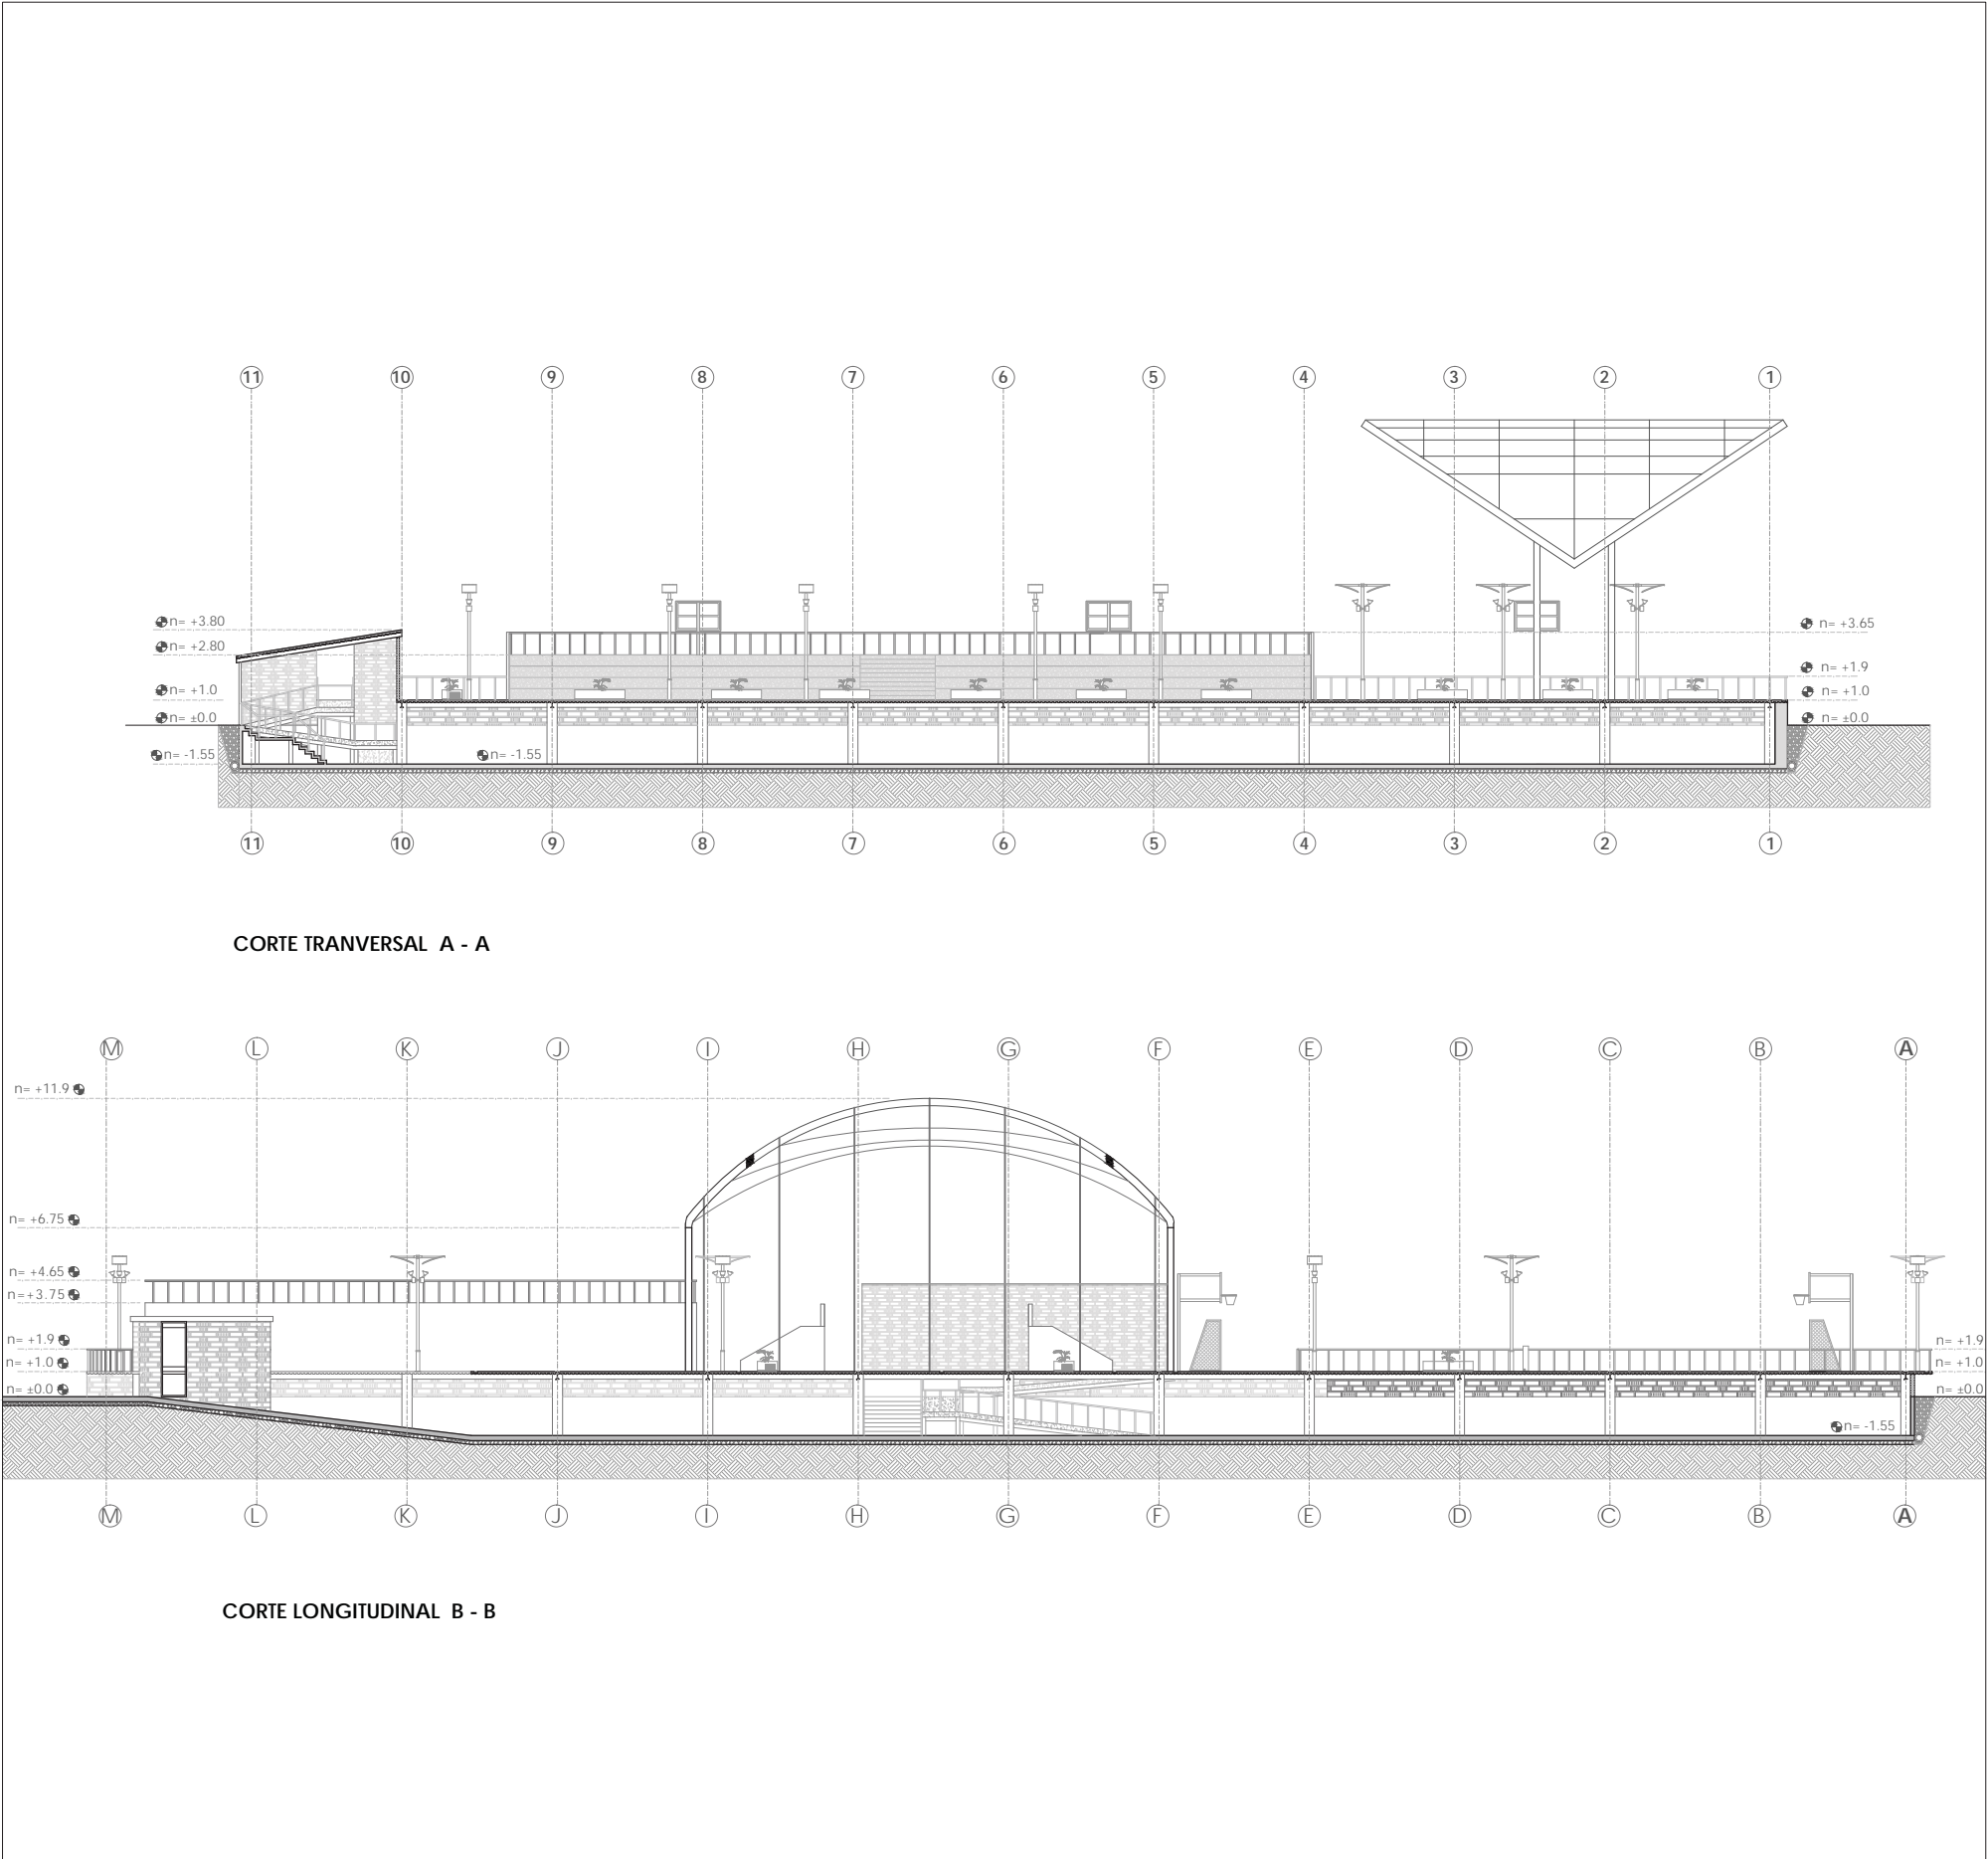 11 10 9 8 7 6 5 4 3 2 1
n= +3.80
n= +3.65
n= +2.80
n= +1.9
n= +1.0
n= +1.0
n= ±0.0
n= ±0.0
n= -1.55
n= -1.55
11 10 9 8 7 6 5 4 3 2 1
CORTE TRANVERSAL A - A
M L K J I H G F E D C B A
n= +11.9
n= +6.75
n= +4.65
n=+3.75
n= +1.9
n= +1.9
n= +1.0
n= +1.0
n= ±0.0
n= ±0.0
n= -1.55
M L K J I H G F E D C B A
CORTE LONGITUDINAL B - B